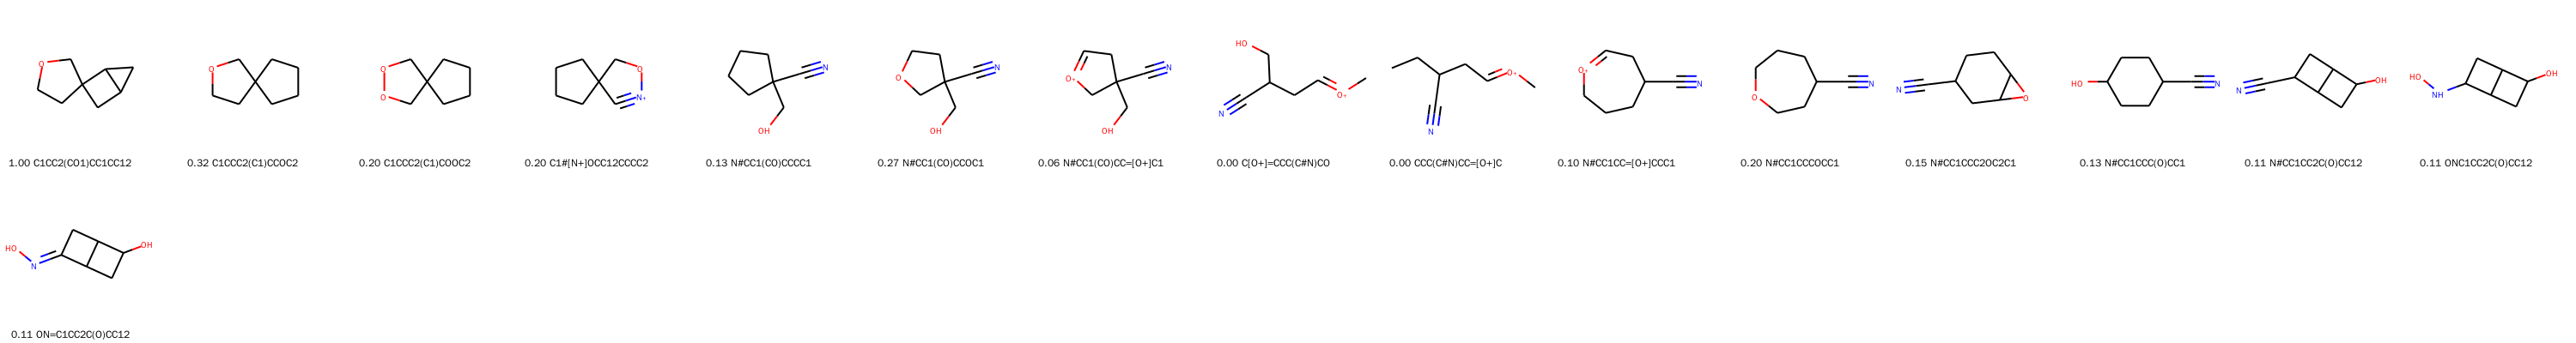 1.00 C1CC2(CO1)CC1CC12
0.32 C1CCC2(C1)CCOC2
0.20 C1CCC2(C1)COOC2
0.20 C1#[N+]OCC12CCCC2
0.13 N#CC1(CO)CCCC1
0.27 N#CC1(CO)CCOC1
0.06 N#CC1(CO)CC=[O+]C1
0.00 C[O+]=CCC(C#N)CO
0.00 CCC(C#N)CC=[O+]C
0.10 N#CC1CC=[O+]CCC1
0.20 N#CC1CCCOCC1
0.15 N#CC1CCC2OC2C1
0.13 N#CC1CCC(O)CC1
0.11 N#CC1CC2C(O)CC12
0.11 ONC1CC2C(O)CC12
0.11 ON=C1CC2C(O)CC12